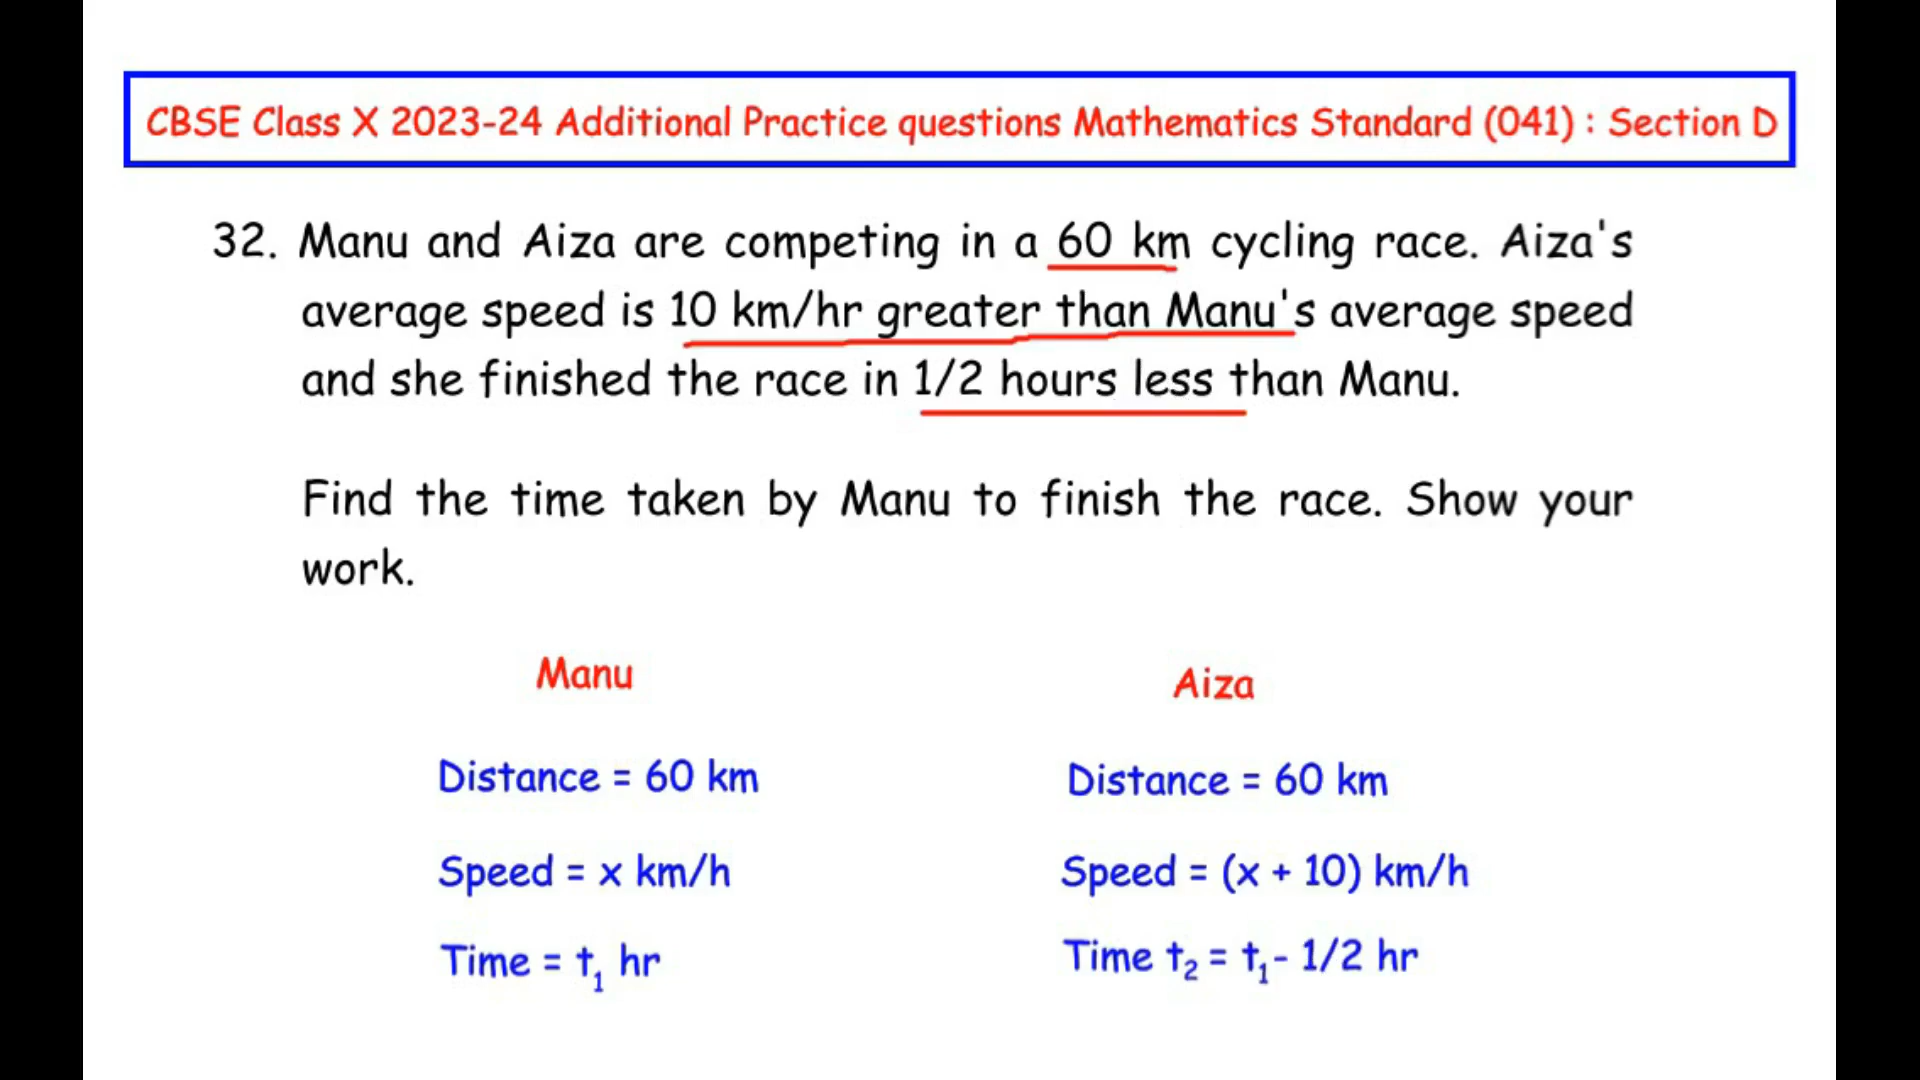 CBSE Class X 2023-24 Additional Practice questions Mathematics Standard (041) : Section D
32. Manu and Aiza are competing in a 60 km cycling race. Aiza's
average speed is 10 km/hr greater than Manu's average speed
and she finished the race in 1/2 hours less than Manu.
Find the time taken by Manu to finish the race. Show your
work.
Manu
Distance = 60 km
Speed = x km/h
Time = t₁ hr
Aiza
Distance = 60 km
Speed = (x + 10) km/h
Time t₂ = t₁ - 1/2 hr